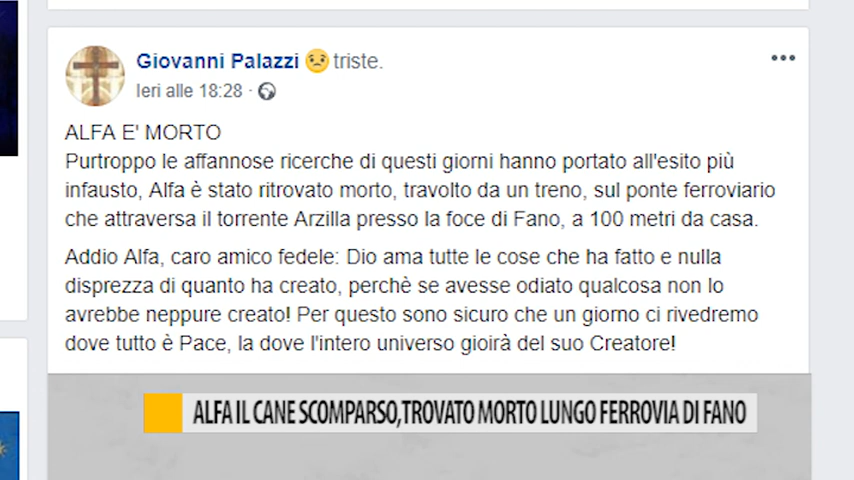 Giovanni Palazzi 😟 triste.
Ieri alle 18:28 ·
ALFA E' MORTO
Purtroppo le affannose ricerche di questi giorni hanno portato all'esito più
infausto, Alfa è stato ritrovato morto, travolto da un treno, sul ponte ferroviario
che attraversa il torrente Arzilla presso la foce di Fano, a 100 metri da casa.
Addio Alfa, caro amico fedele: Dio ama tutte le cose che ha fatto e nulla
disprezza di quanto ha creato, perchè se avesse odiato qualcosa non lo
avrebbe neppure creato! Per questo sono sicuro che un giorno ci rivedremo
dove tutto è Pace, la dove l'intero universo gioirà del suo Creatore!
ALFA IL CANE SCOMPARSO,TROVATO MORTO LUNGO FERROVIA DI FANO